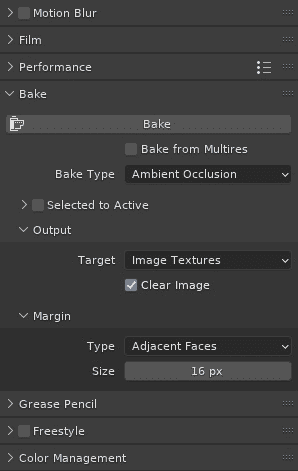 Motion Blur
Film
Performance
Bake
Bake
Bake from Multires
Bake Type Ambient Occlusion
Selected to Active
Output
Target Image Textures
Clear Image
Margin
Type Adjacent Faces
Size 16 px
Grease Pencil
Freestyle
Color Management